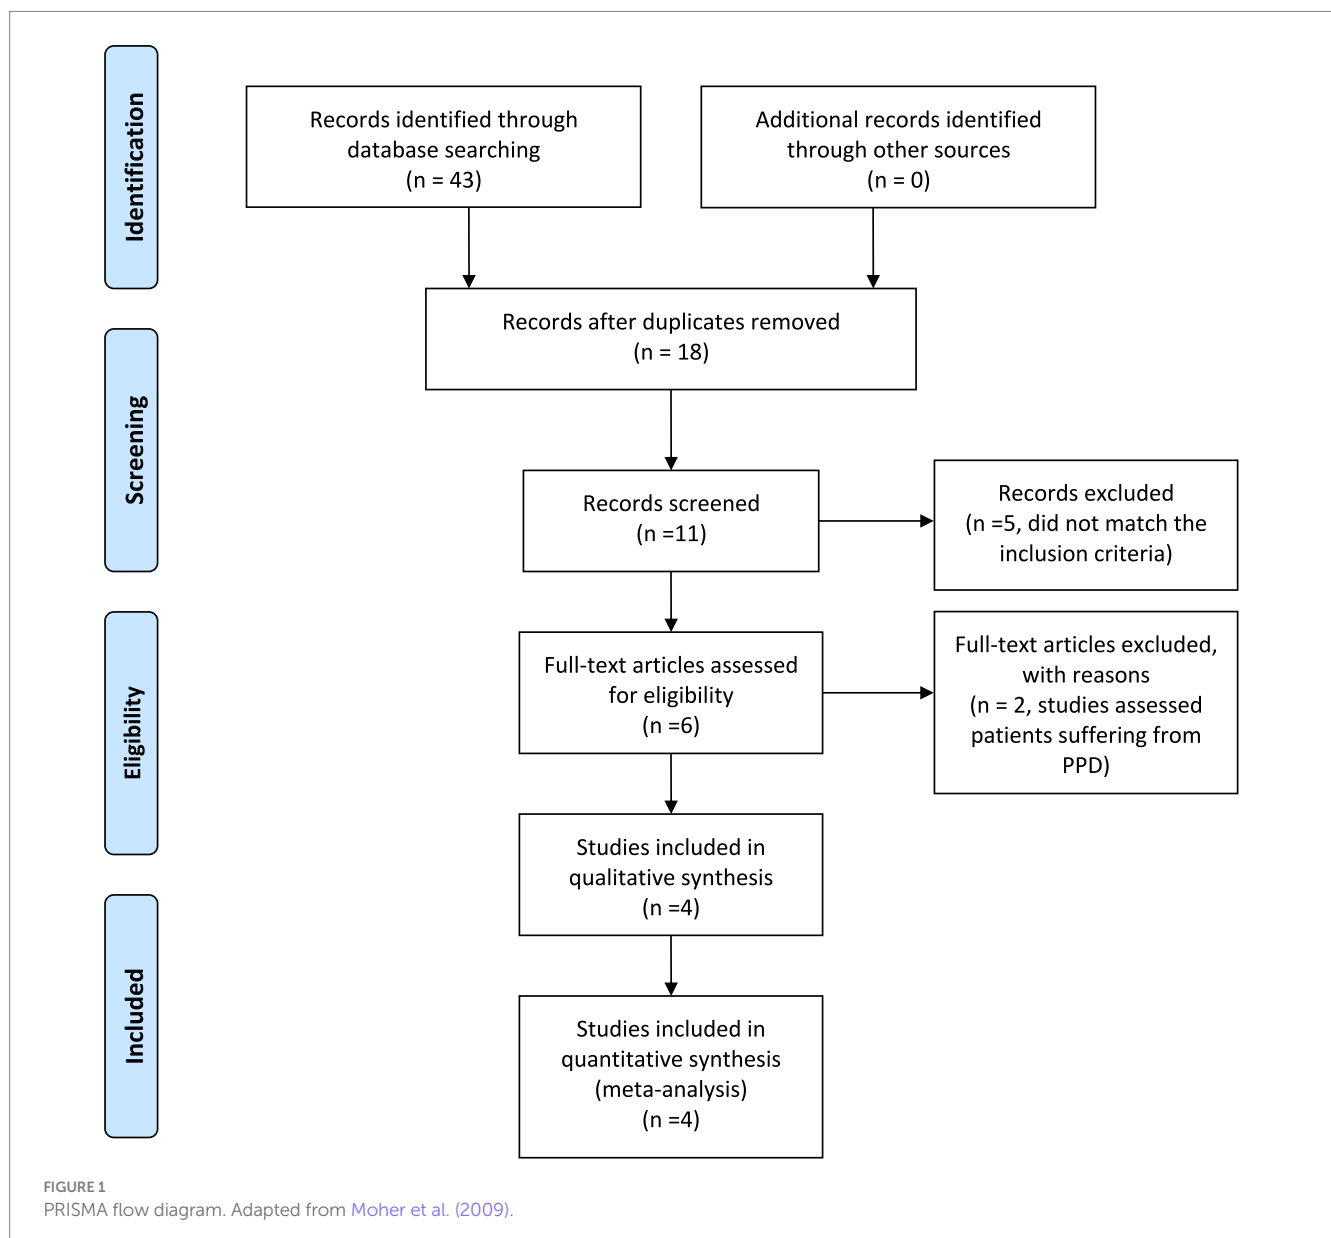 Identification
Records identified through
database searching
(n = 43)
Additional records identified
through other sources
(n = 0)
Records after duplicates removed
(n = 18)
Screening
Records screened
(n =11)
Records excluded
(n =5, did not match the
inclusion criteria)
Eligibility
Full-text articles assessed
for eligibility
(n =6)
Full-text articles excluded,
with reasons
(n = 2, studies assessed
patients suffering from
PPD)
Studies included in
qualitative synthesis
(n =4)
Included
Studies included in
quantitative synthesis
(meta-analysis)
(n =4)
FIGURE 1
PRISMA flow diagram. Adapted from Moher et al. (2009).